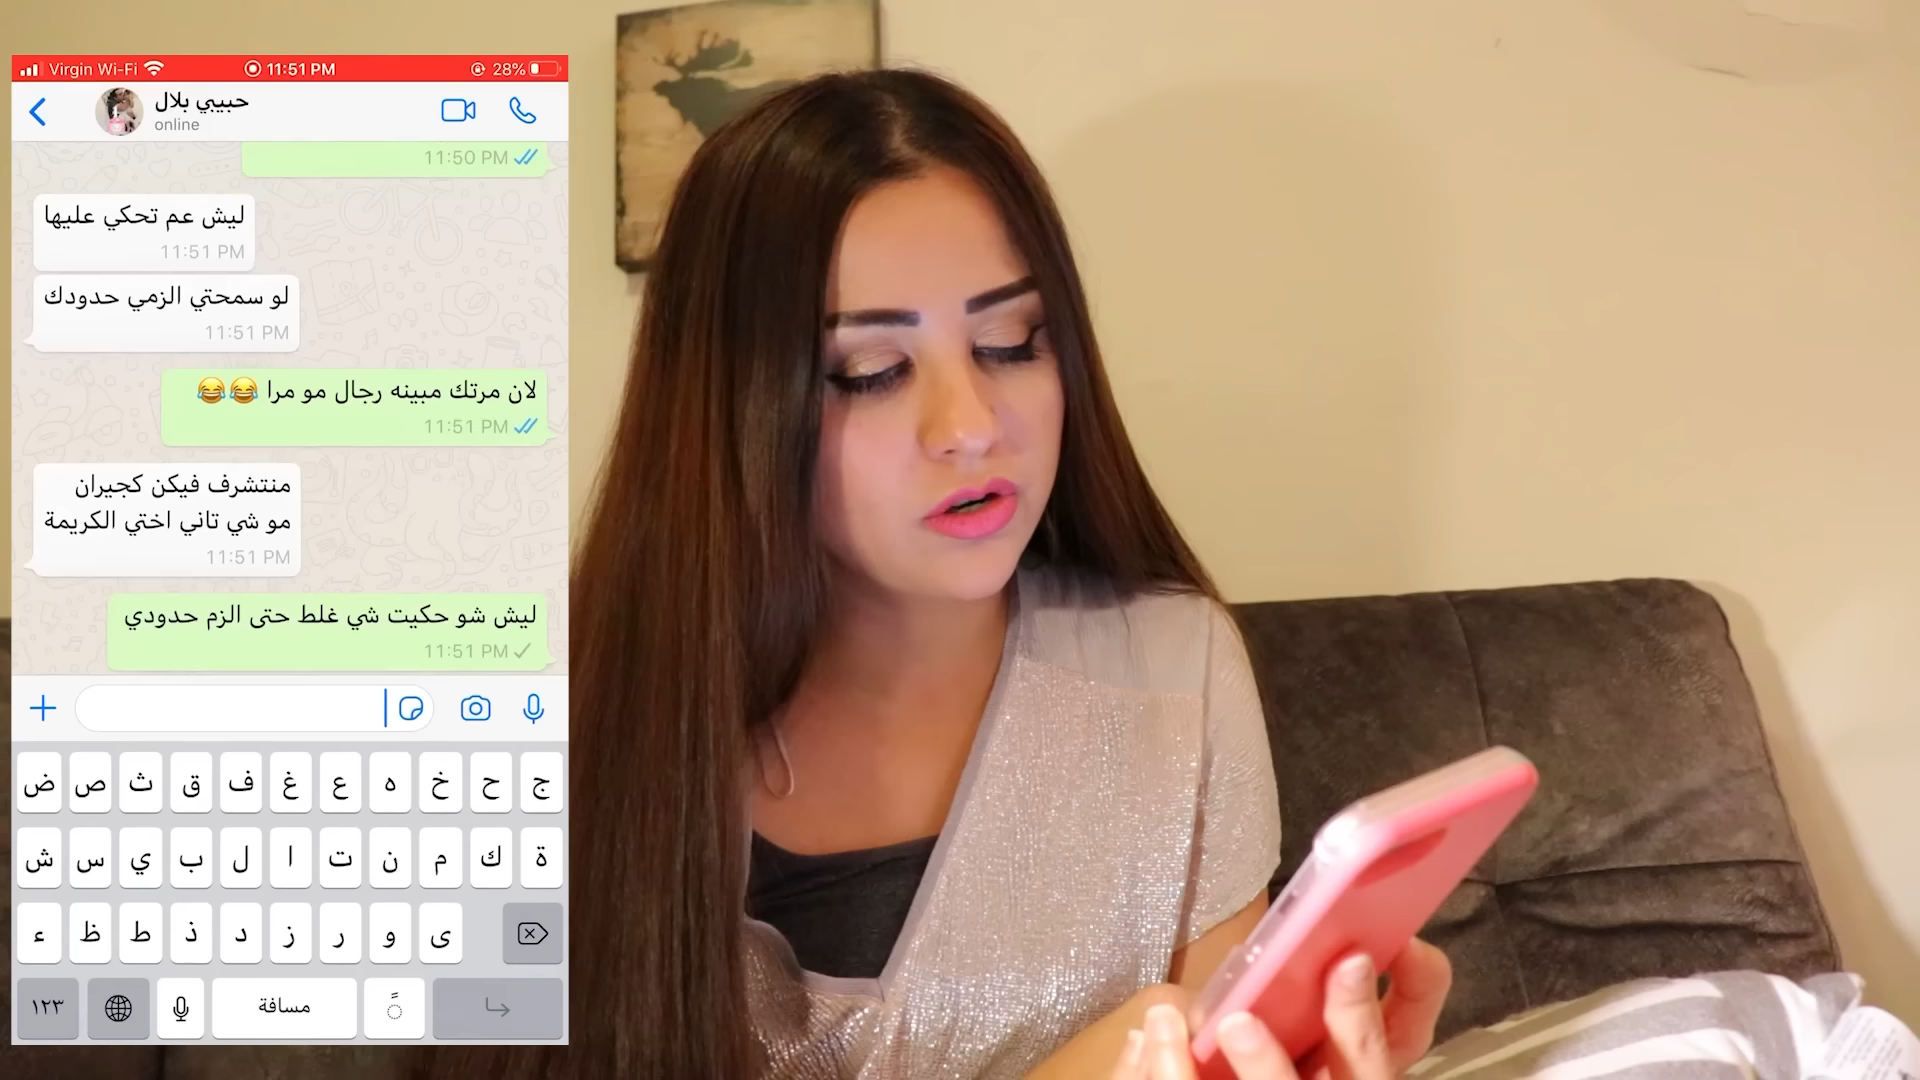 Virgin Wi-Fi 11:51 PM 28%
حبيبي بلال
online
11:50 PM
ليش عم تحكي عليها
11:51 PM
لو سمحتي الزمي حدودك
11:51 PM
لان مرتك مبينه رجال مو مرا 😂😂
11:51 PM
منتشرف فيكن كجيران
مو شي تاني اختي الكريمة
11:51 PM
ليش شو حكيت شي غلط حتى الزم حدودي
11:51 PM
ض ص ث ق ف غ ع ه خ ح ج
ش س ي ب ل ا ت ن م ك ة
ء ظ ط ذ د ز ر و ى
١٢٣ مسافة